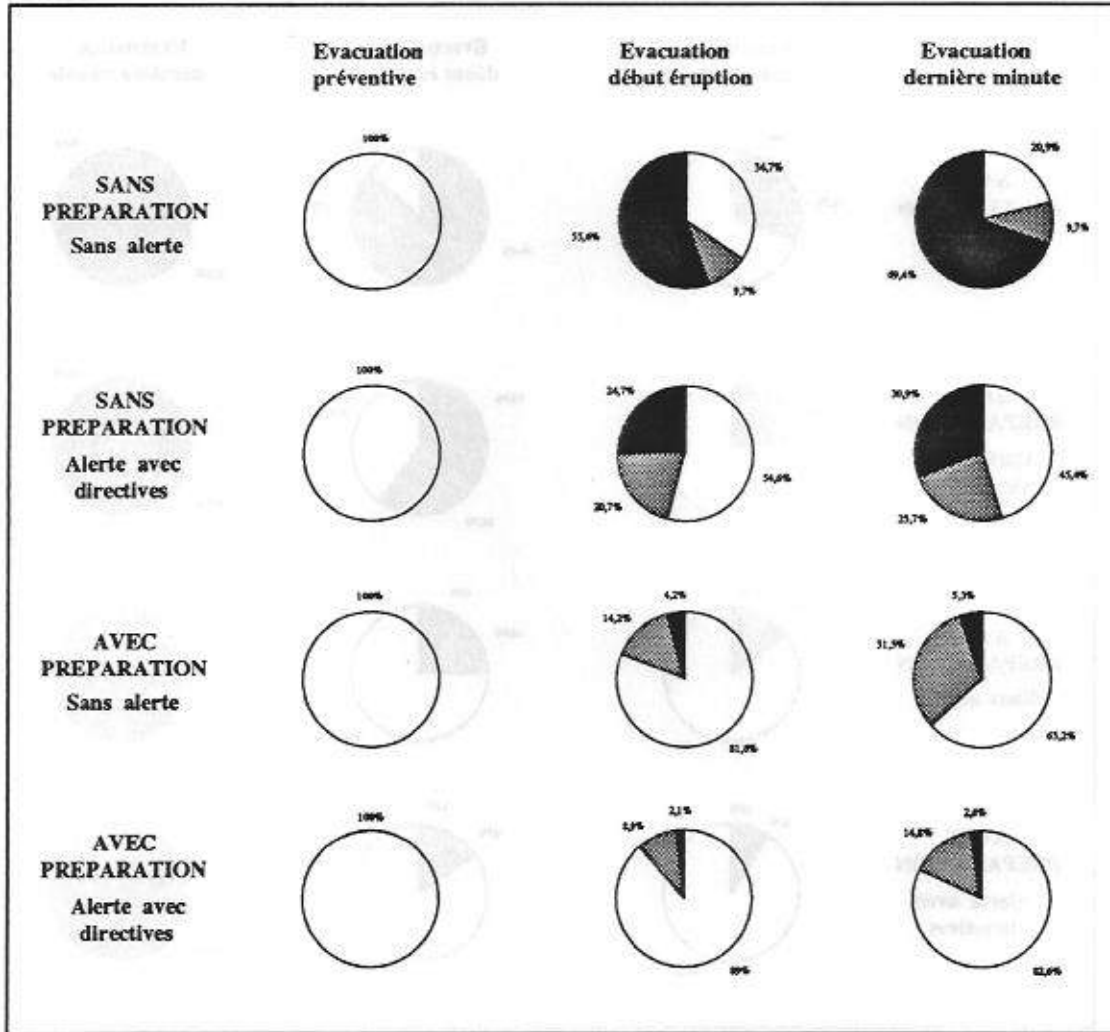 Evacuation
préventive
Evacuation
début éruption
Evacuation
dernière minute
SANS
PREPARATION
Sans alerte
100%
34,7%
55,6%
9,7%
20,9%
9,7%
69,4%
SANS
PREPARATION
Alerte avec
directives
100%
24,7%
54,6%
20,7%
30,9%
45,4%
AVEC
PREPARATION
Sans alerte
100%
4,2%
14,2%
81,6%
5,3%
31,5%
63,2%
AVEC
PREPARATION
Alerte avec
directives
100%
2,1%
8,9%
89%
2,6%
14,8%
82,6%